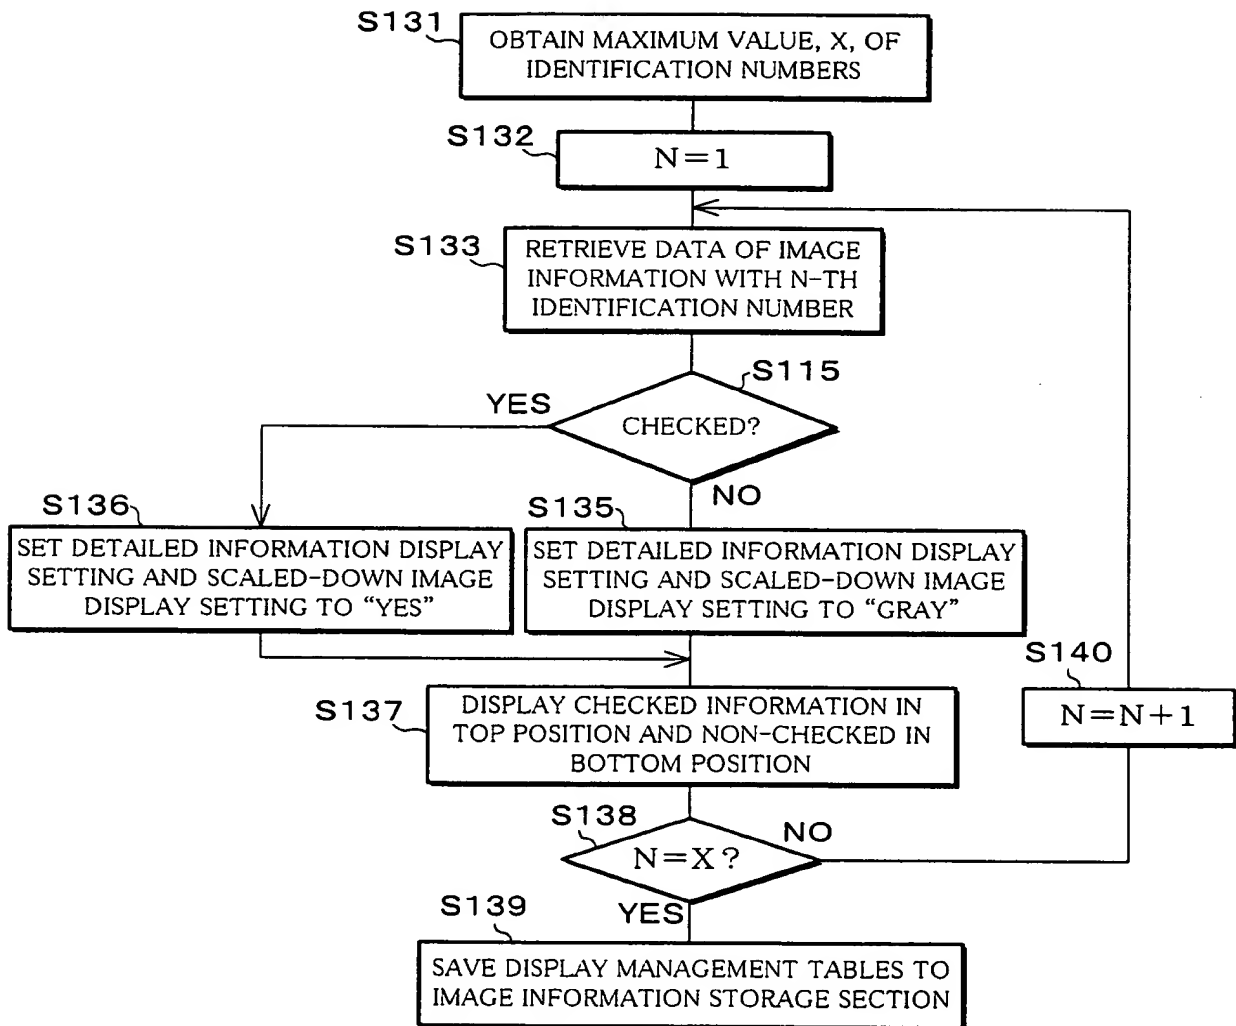 S131
OBTAIN MAXIMUM VALUE, X, OF
IDENTIFICATION NUMBERS
S132
N=1
S133
RETRIEVE DATA OF IMAGE
INFORMATION WITH N-TH
IDENTIFICATION NUMBER
S115
YES
CHECKED?
NO
S136
SET DETAILED INFORMATION DISPLAY
SETTING AND SCALED-DOWN IMAGE
DISPLAY SETTING TO “YES”
S135
SET DETAILED INFORMATION DISPLAY
SETTING AND SCALED-DOWN IMAGE
DISPLAY SETTING TO “GRAY”
S140
N=N+1
S137
DISPLAY CHECKED INFORMATION IN
TOP POSITION AND NON-CHECKED IN
BOTTOM POSITION
S138
N=X?
NO
YES
S139
SAVE DISPLAY MANAGEMENT TABLES TO
IMAGE INFORMATION STORAGE SECTION